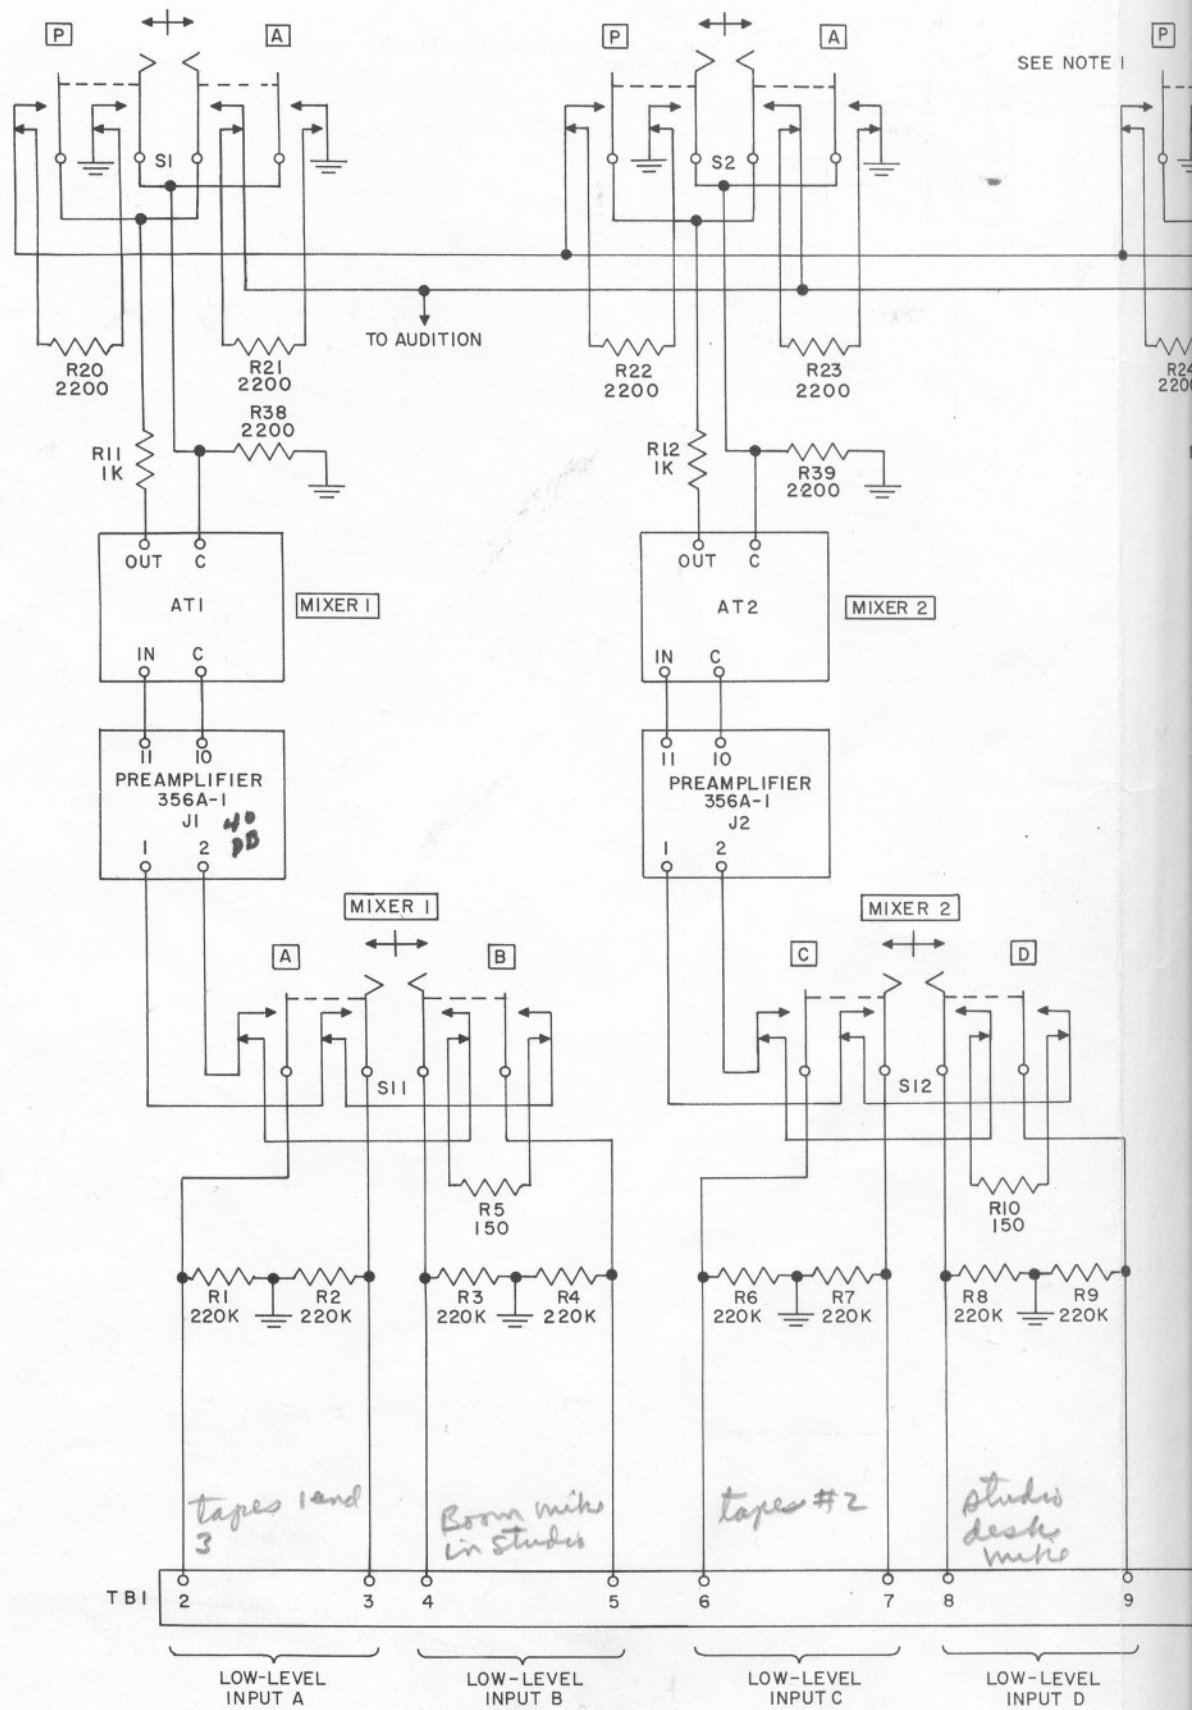 P
A
P
A
P
SEE NOTE 1
S1
S2
TO AUDITION
R20
2200
R21
2200
R22
2200
R23
2200
R24
R38
2200
R11
1K
R12
1K
R39
2200
OUT C
OUT C
AT1
MIXER 1
AT2
MIXER 2
IN C
IN C
11 10
11 10
PREAMPLIFIER
356A-1
J1
40
DB
PREAMPLIFIER
356A-1
J2
1 2
1 2
MIXER 1
MIXER 2
A
B
C
D
S11
S12
R5
150
R10
150
R1
220K
R2
220K
R3
220K
R4
220K
R6
220K
R7
220K
R8
220K
R9
220K
tapes 1 and
3
Boom mike
in studio
tapes #2
studio
desk
mike
TB1 2 3 4 5 6 7 8 9
LOW-LEVEL
INPUT A
LOW-LEVEL
INPUT B
LOW-LEVEL
INPUT C
LOW-LEVEL
INPUT D